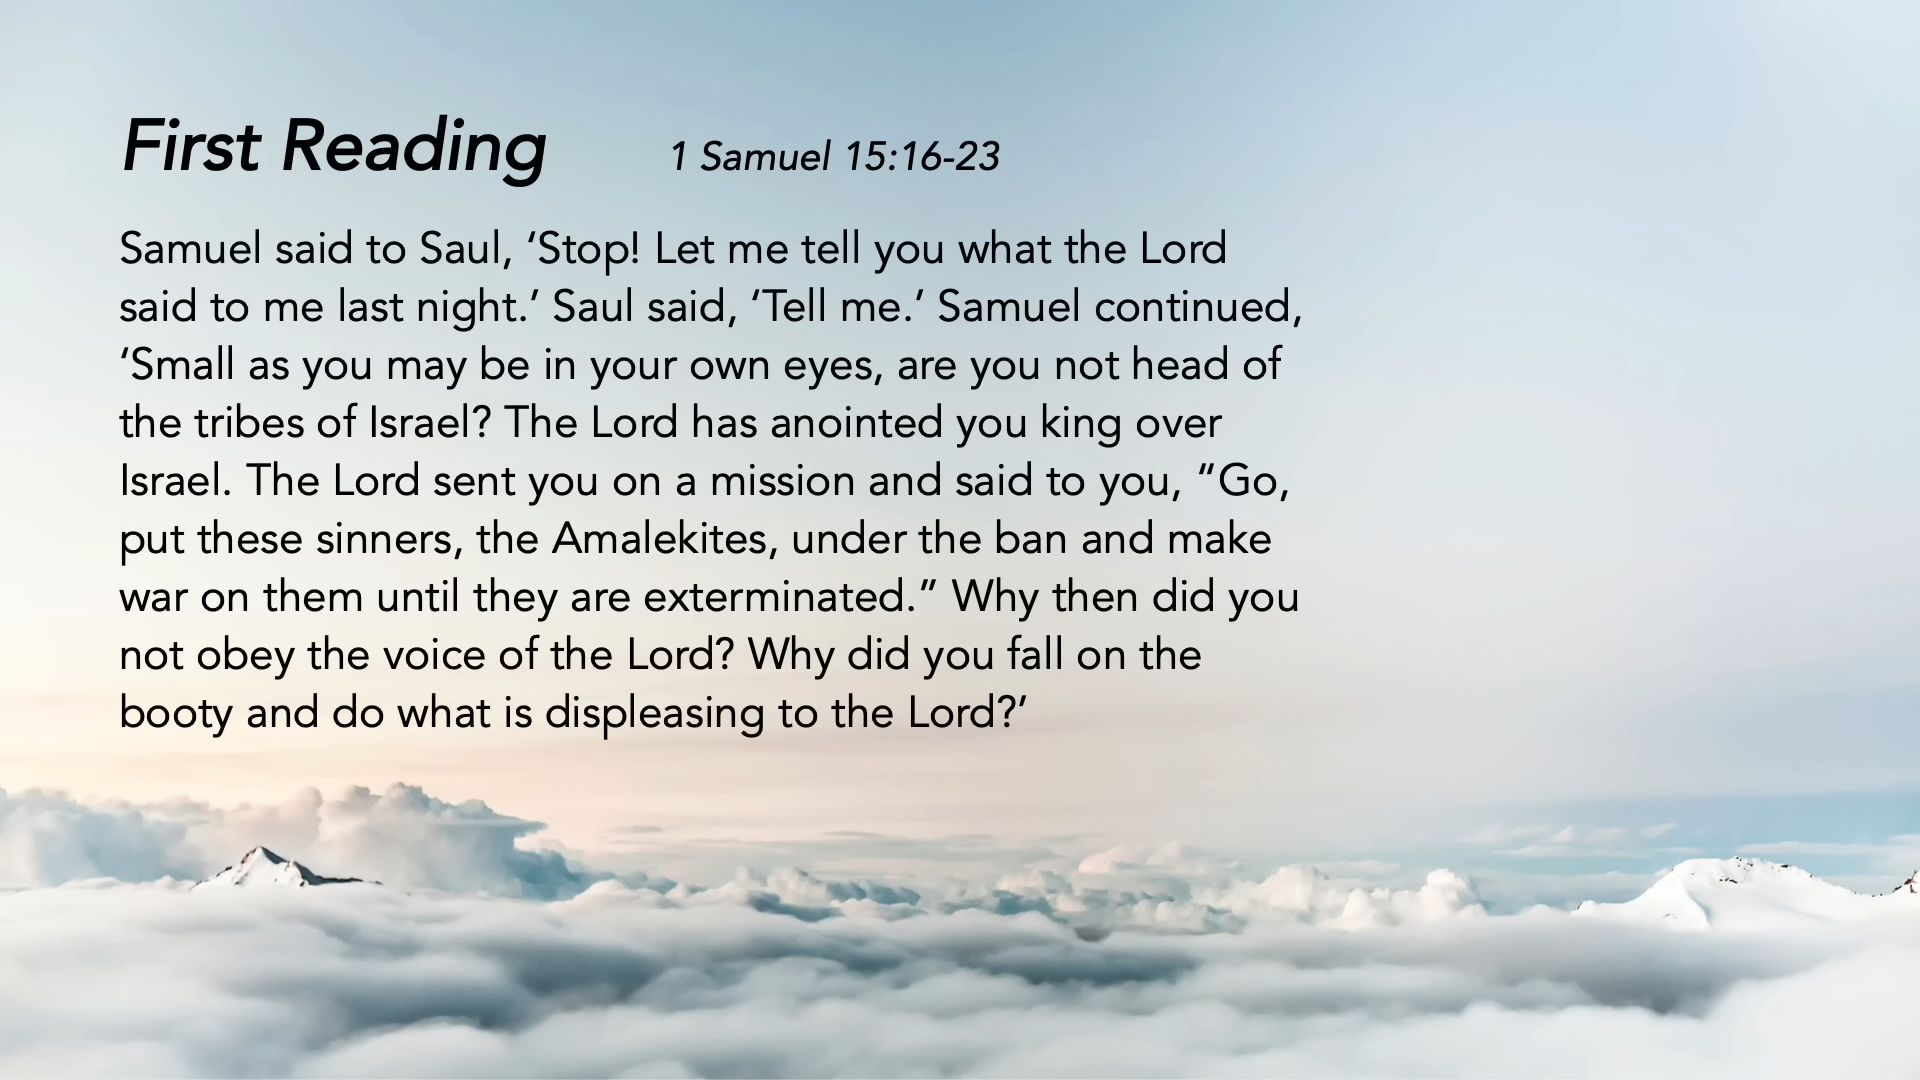 First Reading 1 Samuel 15:16-23
Samuel said to Saul, ‘Stop! Let me tell you what the Lord
said to me last night.’ Saul said, ‘Tell me.’ Samuel continued,
‘Small as you may be in your own eyes, are you not head of
the tribes of Israel? The Lord has anointed you king over
Israel. The Lord sent you on a mission and said to you, “Go,
put these sinners, the Amalekites, under the ban and make
war on them until they are exterminated.” Why then did you
not obey the voice of the Lord? Why did you fall on the
booty and do what is displeasing to the Lord?’